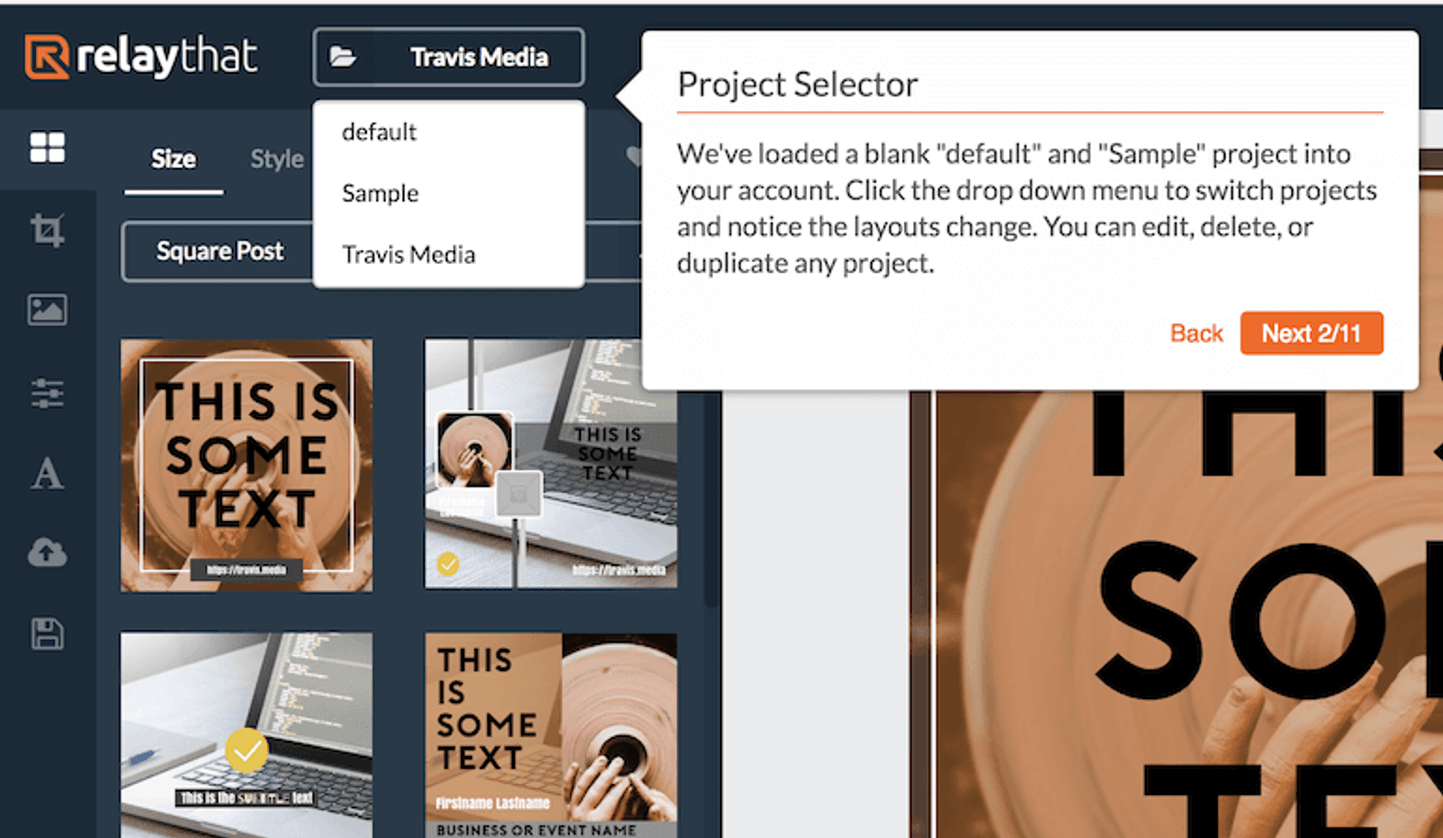 relaythat
Travis Media
default
Sample
Travis Media
Project Selector
We've loaded a blank "default" and "Sample" project into
your account. Click the drop down menu to switch projects
and notice the layouts change. You can edit, delete, or
duplicate any project.
Back
Next 2/11
Size
Style
Square Post
THIS IS
SOME
TEXT
https://travis.media
THIS IS
SOME
TEXT
Firstname
Lastname
https://travis.media
This is the SUBTITLE text
THIS
IS
SOME
TEXT
Firstname Lastname
BUSINESS OR EVENT NAME
THIS
SO
TEX